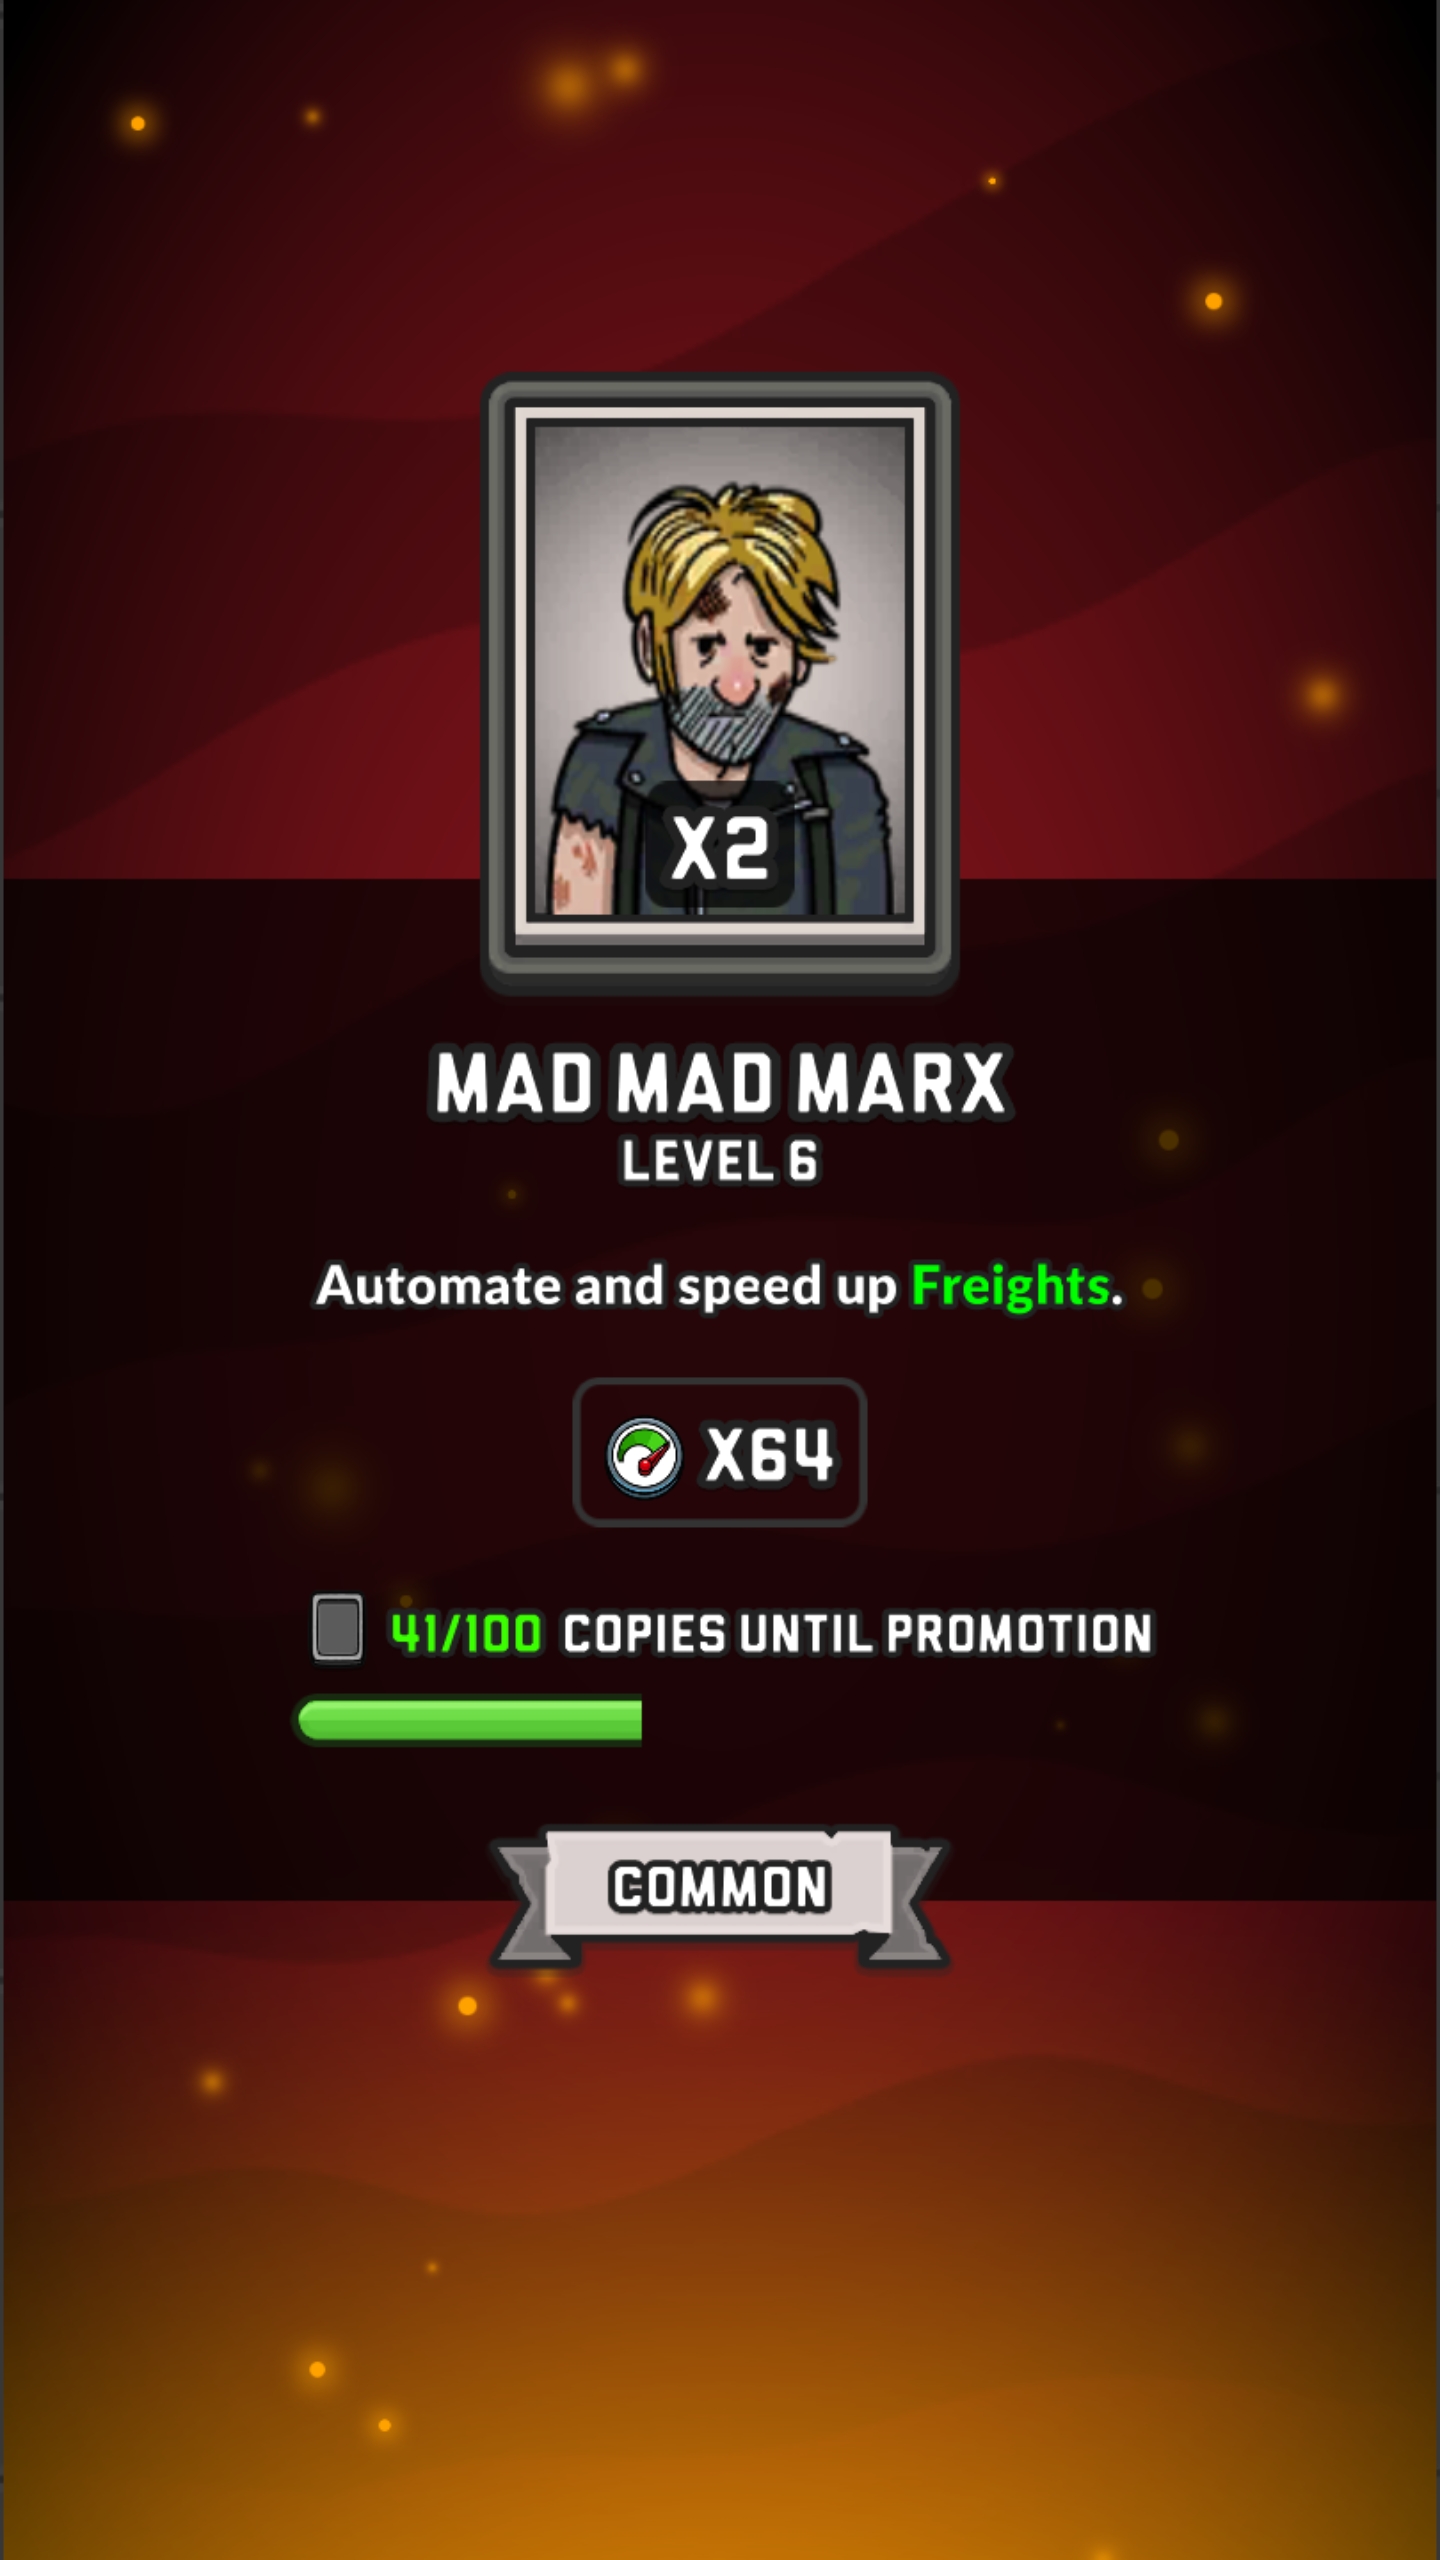 X2
MAD MAD MARX
LEVEL 6
Automate and speed up Freights.
X64
41/100 COPIES UNTIL PROMOTION
COMMON